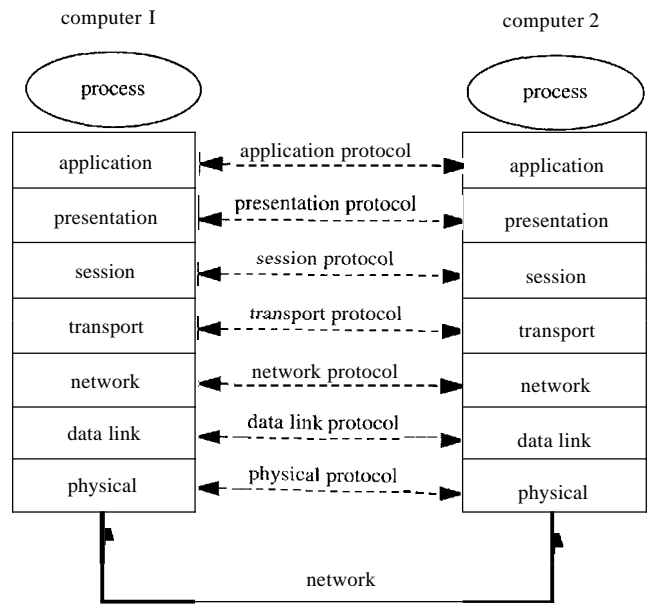 computer I
computer 2
process
process
application
application protocol
application
presentation
presentation protocol
presentation
session
session protocol
session
transport
transport protocol
transport
network
network protocol
network
data link
data link protocol
data link
physical
physical protocol
physical
network